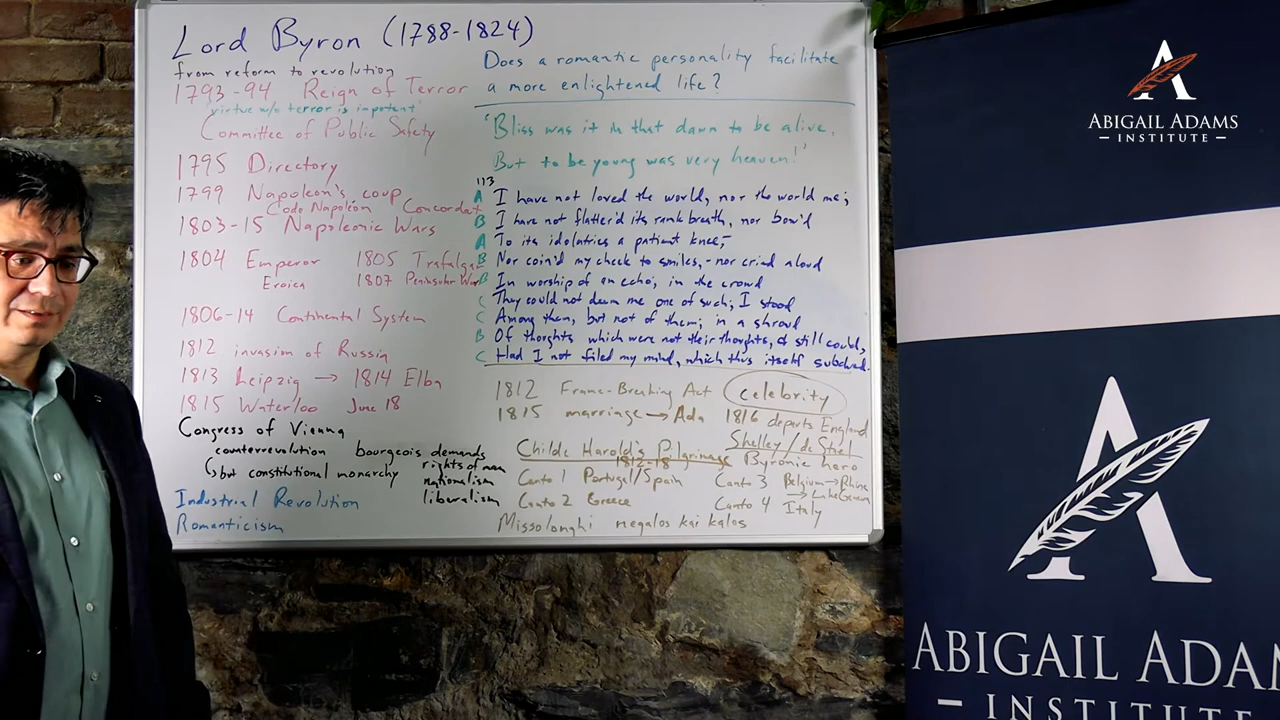 Lord Byron (1788-1824)
from reform to revolution
1793-94 Reign of Terror
'virtue w/o terror is impotent'
Committee of Public Safety
1795 Directory
1799 Napoleon's coup
Code Napoléon Concordat
1803-15 Napoleonic Wars
1804 Emperor 1805 Trafalgar
Eroica 1807 Peninsular War
1806-14 Continental System
1812 invasion of Russia
1813 Leipzig → 1814 Elba
1815 Waterloo June 18
Congress of Vienna
counterrevolution bourgeois demands
but constitutional monarchy rights of man
nationalism
liberalism
Industrial Revolution
Romanticism
Does a romantic personality facilitate
a more enlightened life?
'Bliss was it in that dawn to be alive,
But to be young was very heaven!'
113
A I have not loved the world, nor the world me;
B I have not flatter'd its rank breath, nor bow'd
A To its idolatries a patient knee,-
B Nor coin'd my cheek to smiles,- nor cried aloud
B In worship of an echo; in the crowd
C They could not deem me one of such; I stood
C Among them, but not of them; in a shroud
B Of thoughts which were not their thoughts, & still could,
C Had I not filed my mind, which thus itself subdued.
1812 Frame-Breaking Act celebrity
1815 marriage → Ada 1816 departs England
Shelley / de Stael
Childe Harold's Pilgrimage Byronic hero
1812-18
Canto 1 Portugal/Spain Canto 3 Belgium → Rhine
→ Lake Geneva
Canto 2 Greece Canto 4 Italy
Missolonghi megalos kai kalos
ABIGAIL ADAMS
INSTITUTE
ABIGAIL ADAM
INSTITUTE